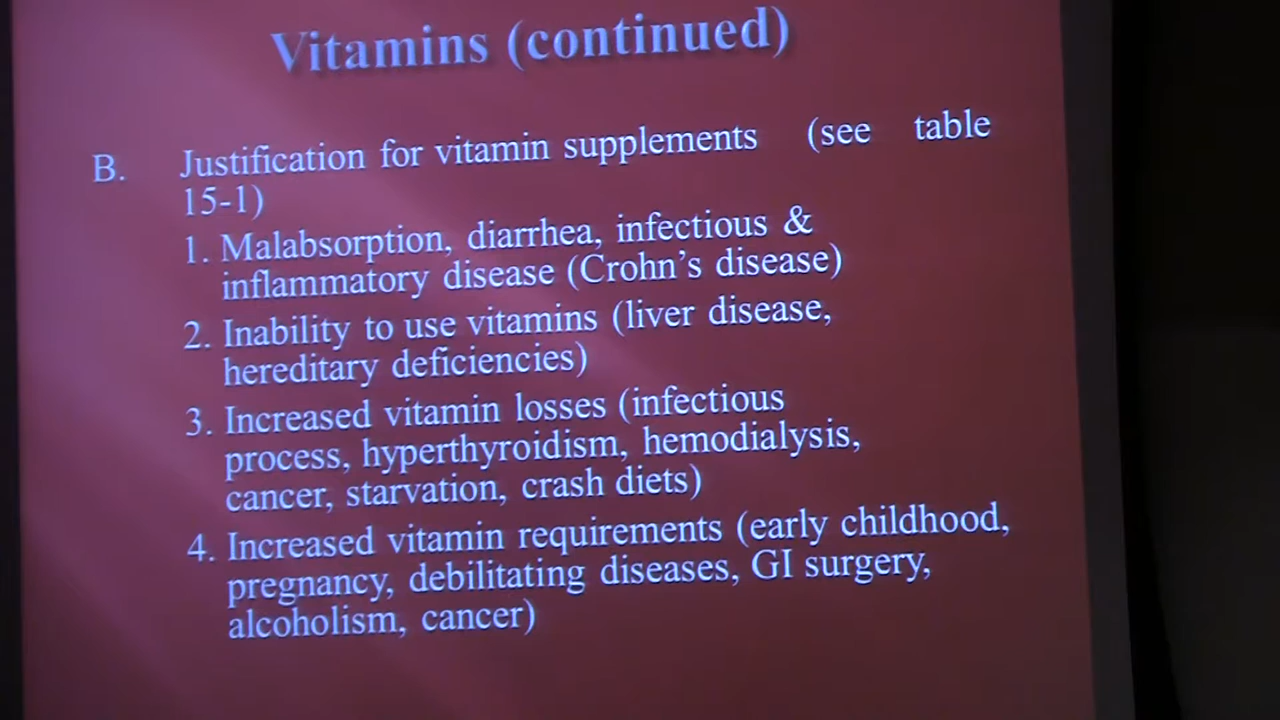 Vitamins (continued)
B. Justification for vitamin supplements (see table
15-1)
1. Malabsorption, diarrhea, infectious &
inflammatory disease (Crohn's disease)
2. Inability to use vitamins (liver disease,
hereditary deficiencies)
3. Increased vitamin losses (infectious
process, hyperthyroidism, hemodialysis,
cancer, starvation, crash diets)
4. Increased vitamin requirements (early childhood,
pregnancy, debilitating diseases, GI surgery,
alcoholism, cancer)